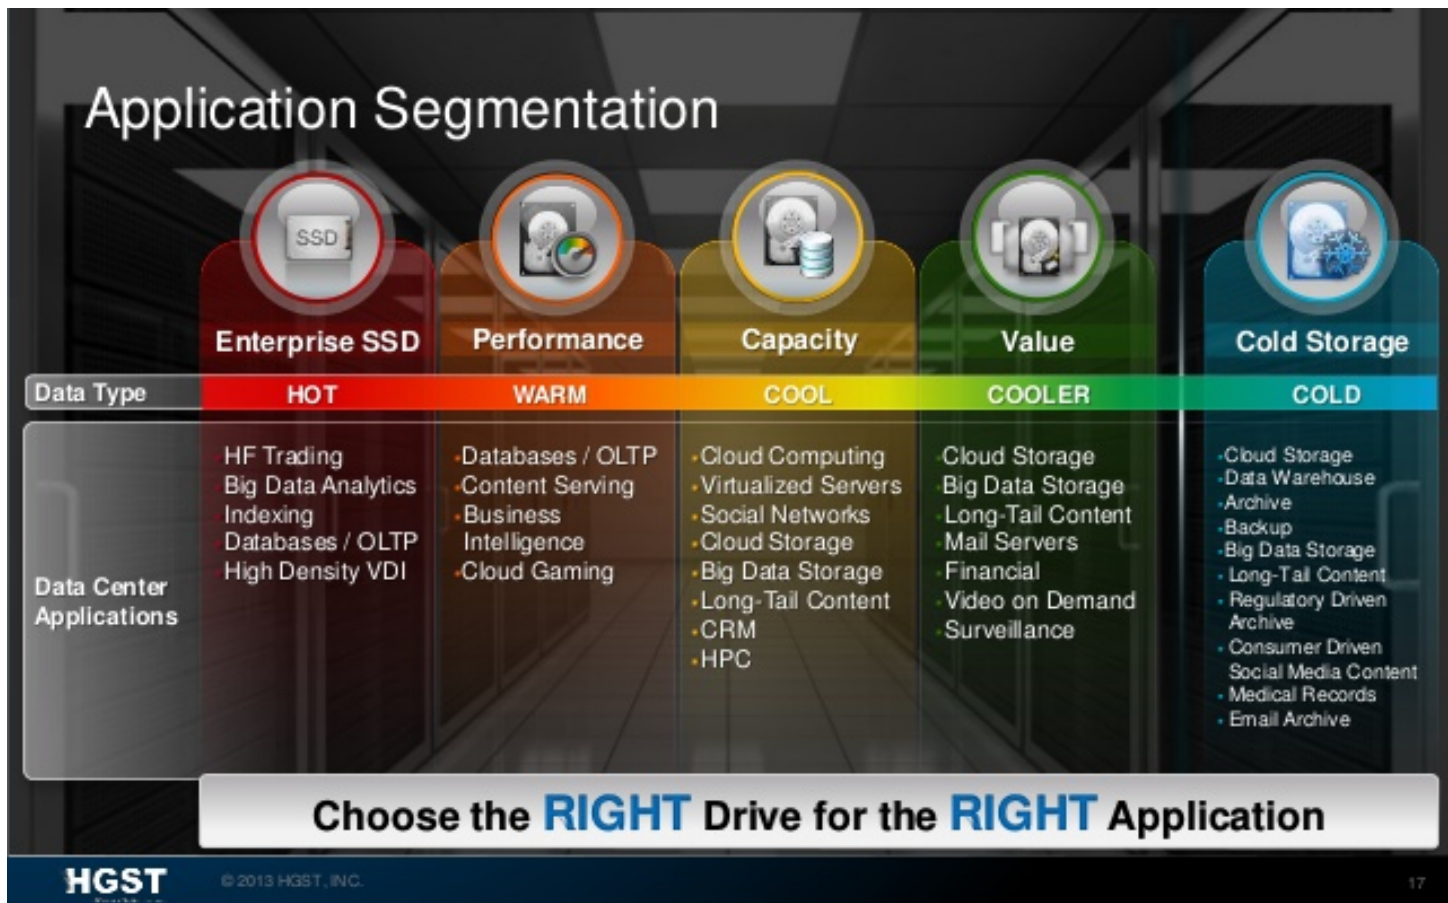 Application Segmentation
SSD
Enterprise SSD
Performance
Capacity
Value
Cold Storage
Data Type
HOT
WARM
COOL
COOLER
COLD
Data Center
Applications
HF Trading
Big Data Analytics
Indexing
Databases / OLTP
High Density VDI
Databases / OLTP
Content Serving
Business
Intelligence
Cloud Gaming
Cloud Computing
Virtualized Servers
Social Networks
Cloud Storage
Big Data Storage
Long-Tail Content
CRM
HPC
Cloud Storage
Big Data Storage
Long-Tail Content
Mail Servers
Financial
Video on Demand
Surveillance
Cloud Storage
Data Warehouse
Archive
Backup
Big Data Storage
Long-Tail Content
Regulatory Driven
Archive
Consumer Driven
Social Media Content
Medical Records
Email Archive
Choose the RIGHT Drive for the RIGHT Application
HGST
© 2013 HGST, INC.
17